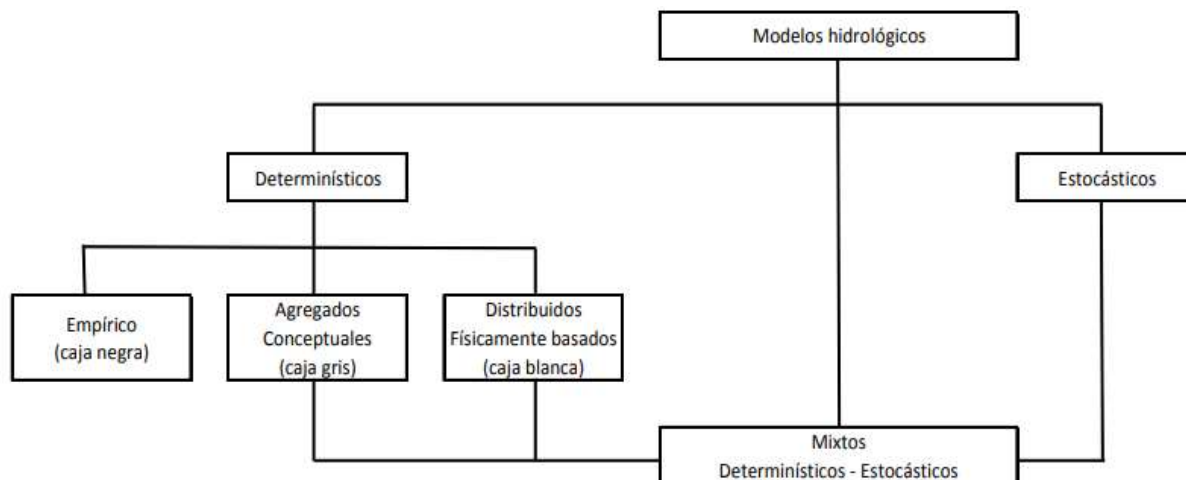 Modelos hidrológicos
Determinísticos
Estocásticos
Empírico
(caja negra)
Agregados
Conceptuales
(caja gris)
Distribuidos
Físicamente basados
(caja blanca)
Mixtos
Determinísticos - Estocásticos